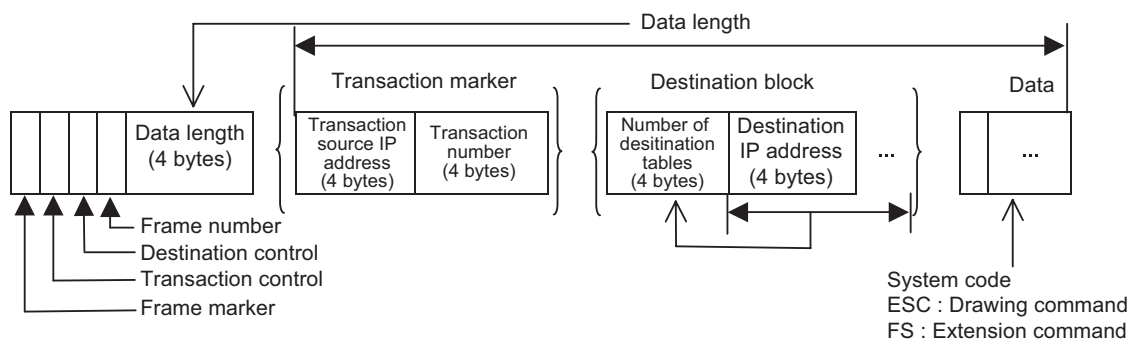 Data length
Transaction marker
Destination block
Data
Data length
(4 bytes)
Transaction
source IP
address
(4 bytes)
Transaction
number
(4 bytes)
Number of
desitination
tables
(4 bytes)
Destination
IP address
(4 bytes)
...
...
Frame number
Destination control
Transaction control
Frame marker
System code
ESC : Drawing command
FS : Extension command